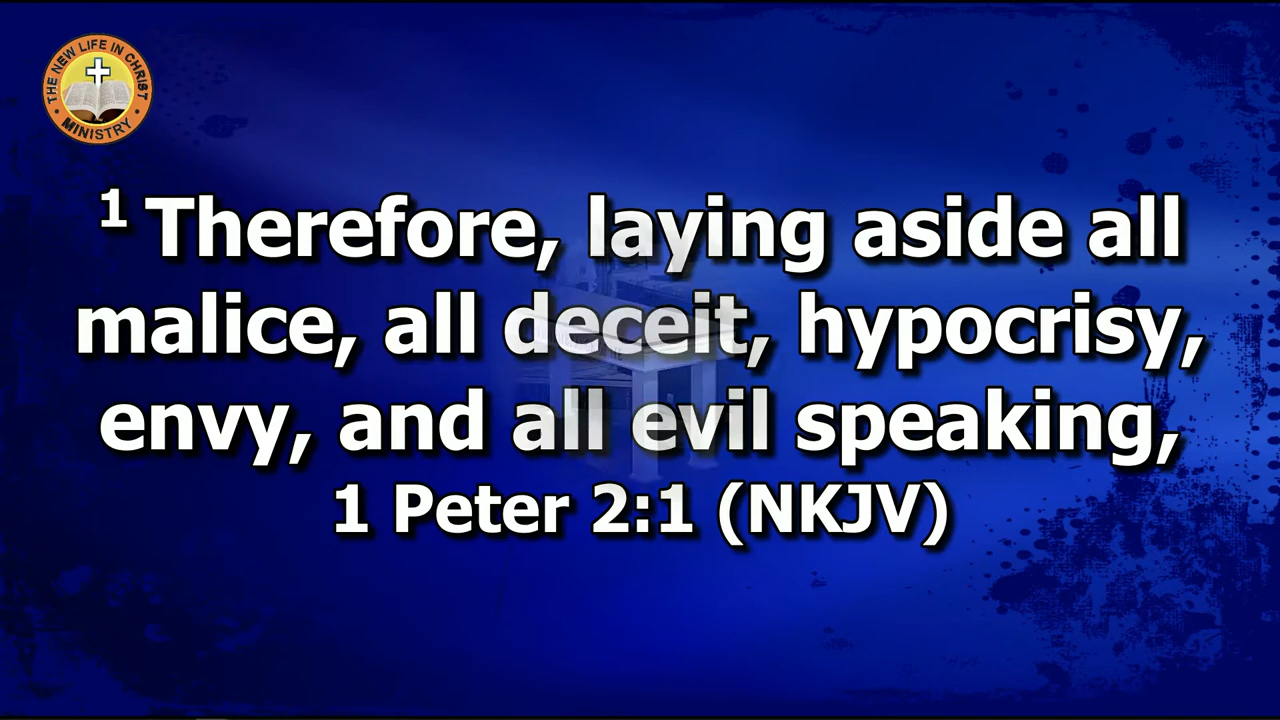 THE NEW LIFE IN CHRIST
MINISTRY
1 Therefore, laying aside all
malice, all deceit, hypocrisy,
envy, and all evil speaking,
1 Peter 2:1 (NKJV)